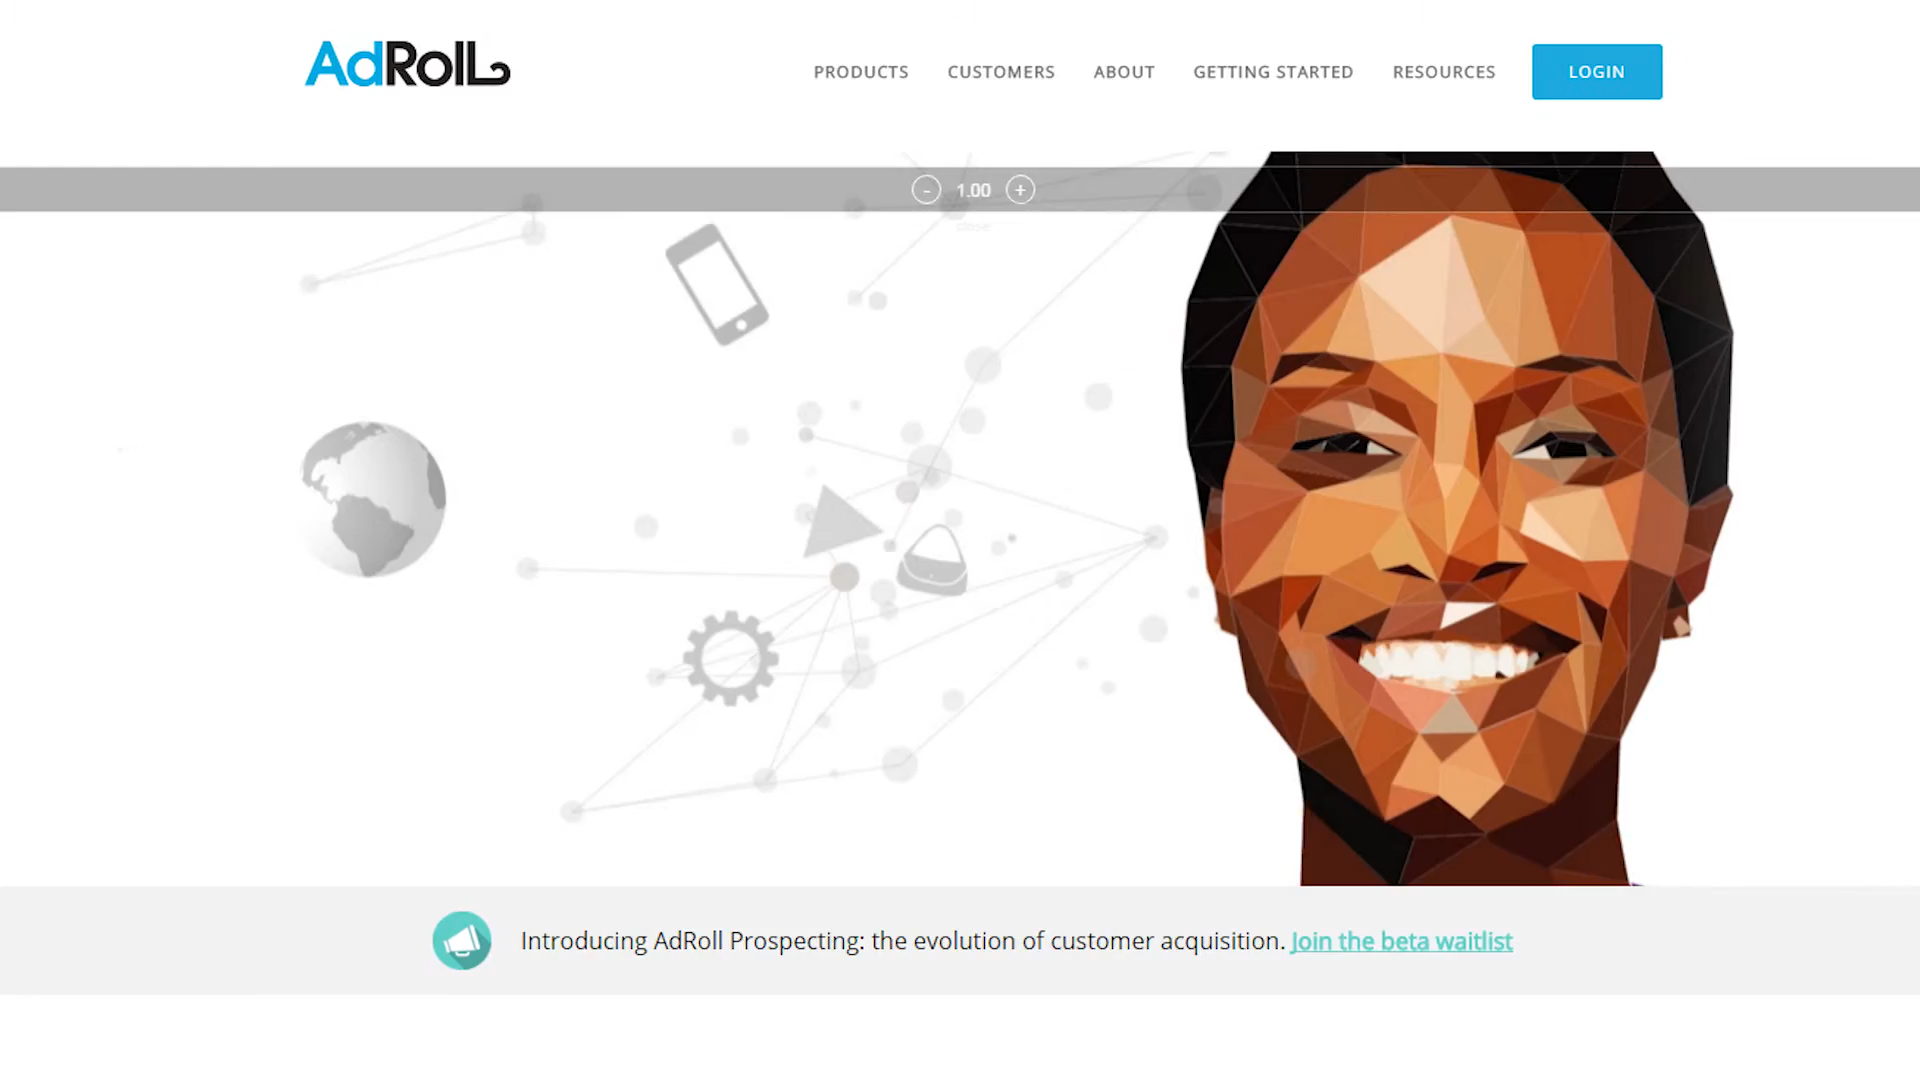 AdRoll
PRODUCTS CUSTOMERS ABOUT GETTING STARTED RESOURCES LOGIN
- 1.00 +
close
Introducing AdRoll Prospecting: the evolution of customer acquisition. Join the beta waitlist